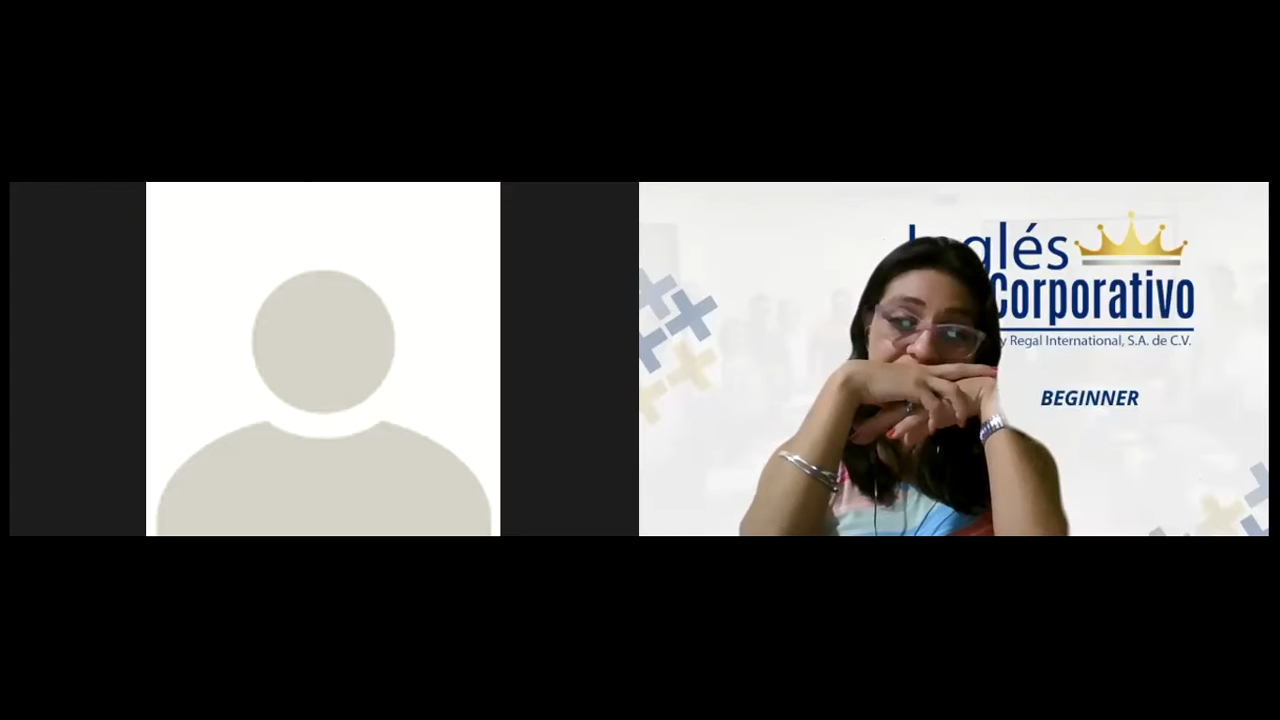 Corporativo
y Regal International, S.A. de C.V.
BEGINNER